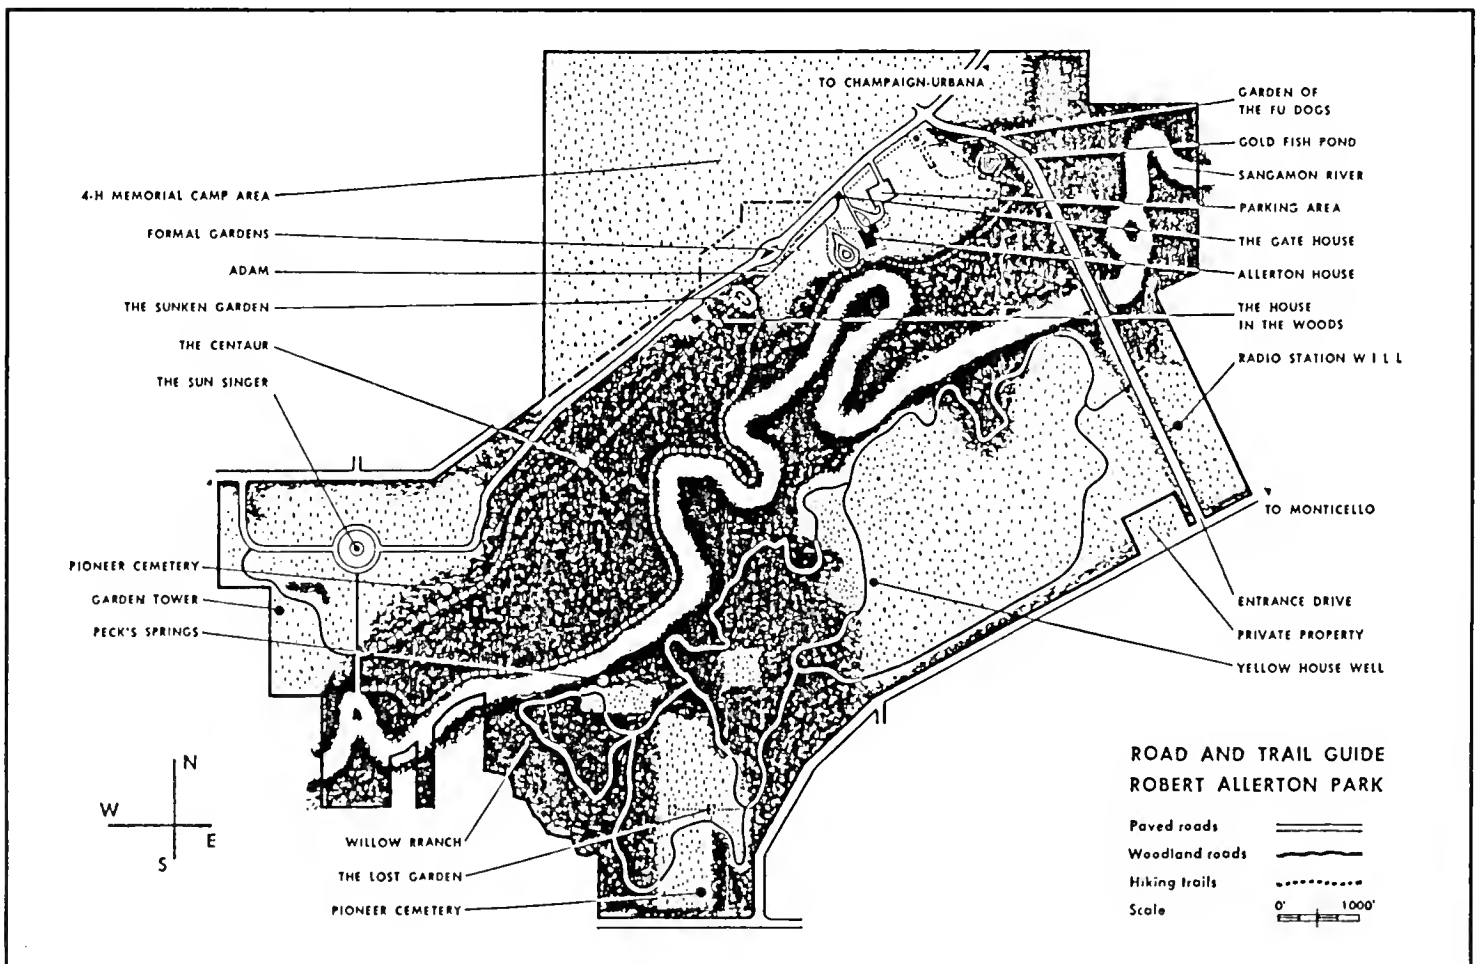 TO CHAMPAIGN-URBANA
4-H MEMORIAL CAMP AREA
FORMAL GARDENS
ADAM
THE SUNKEN GARDEN
THE CENTAUR
THE SUN SINGER
PIONEER CEMETERY
GARDEN TOWER
PECK'S SPRINGS
GARDEN OF
THE FU DOGS
GOLD FISH POND
SANGAMON RIVER
PARKING AREA
THE GATE HOUSE
ALLERTON HOUSE
THE HOUSE
IN THE WOODS
RADIO STATION W I L L
TO MONTICELLO
ENTRANCE DRIVE
PRIVATE PROPERTY
YELLOW HOUSE WELL
N
W
E
S
WILLOW BRANCH
THE LOST GARDEN
PIONEER CEMETERY
ROAD AND TRAIL GUIDE
ROBERT ALLERTON PARK
Paved roads
Woodland roads
Hiking trails
Scale 0' 1000'